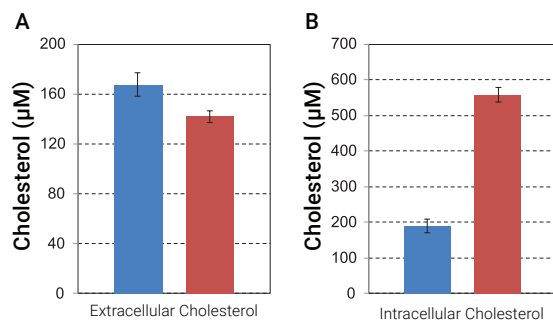 A
Cholesterol (µM)
200
160
120
80
40
0
Extracellular Cholesterol
B
Cholesterol (µM)
700
600
500
400
300
200
100
0
Intracellular Cholesterol